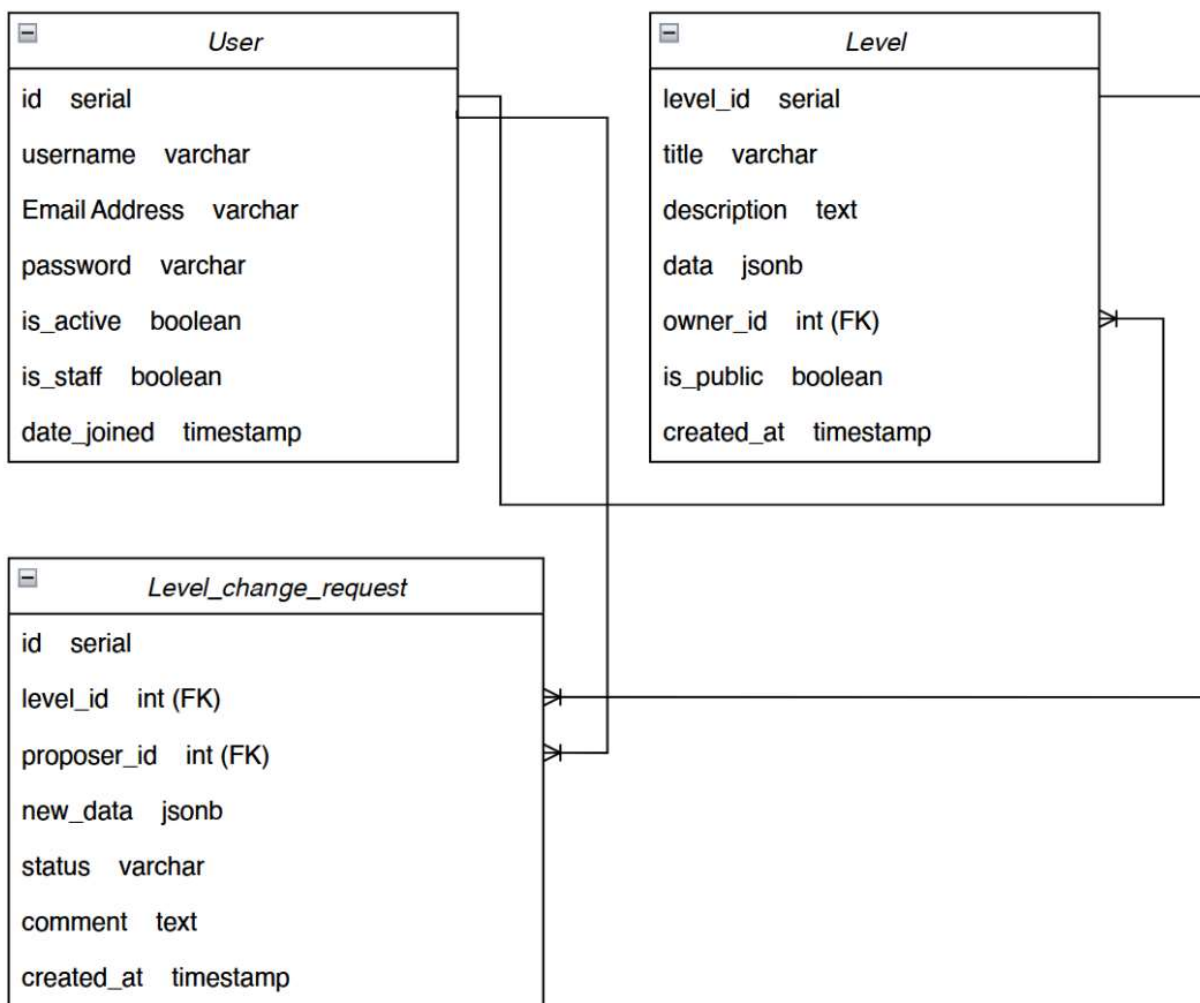 User
id serial
username varchar
Email Address varchar
password varchar
is_active boolean
is_staff boolean
date_joined timestamp
Level
level_id serial
title varchar
description text
data jsonb
owner_id int (FK)
is_public boolean
created_at timestamp
Level_change_request
id serial
level_id int (FK)
proposer_id int (FK)
new_data jsonb
status varchar
comment text
created_at timestamp